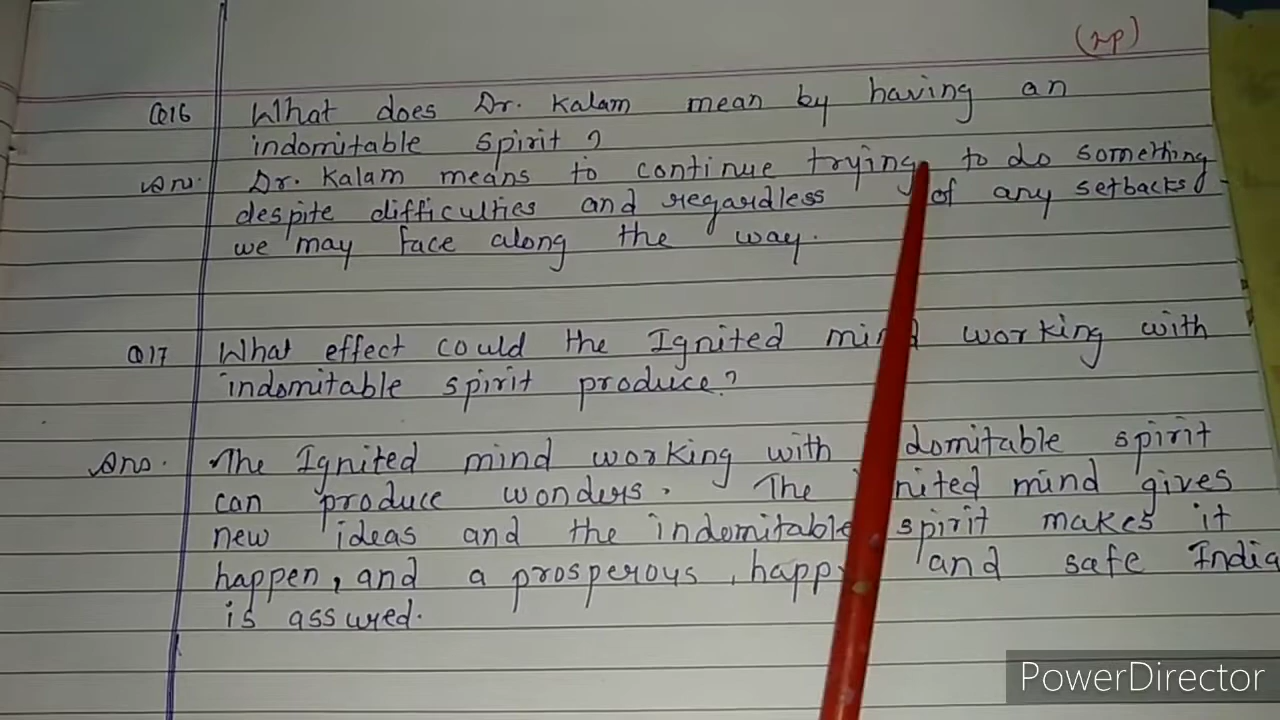 (2p)
Q16 What does Dr. Kalam mean by having an
indomitable spirit?
Ans. Dr. Kalam means to continue trying to do something
despite difficulties and regardless of any setbacks
we may face along the way.
Q17 What effect could the Ignited mind working with
indomitable spirit produce?
Ans. The Ignited mind working with domitable spirit
can produce wonders. The nited mind gives
new ideas and the indomitable spirit makes it
happen, and a prosperous, happy and safe India
is assured.
PowerDirector